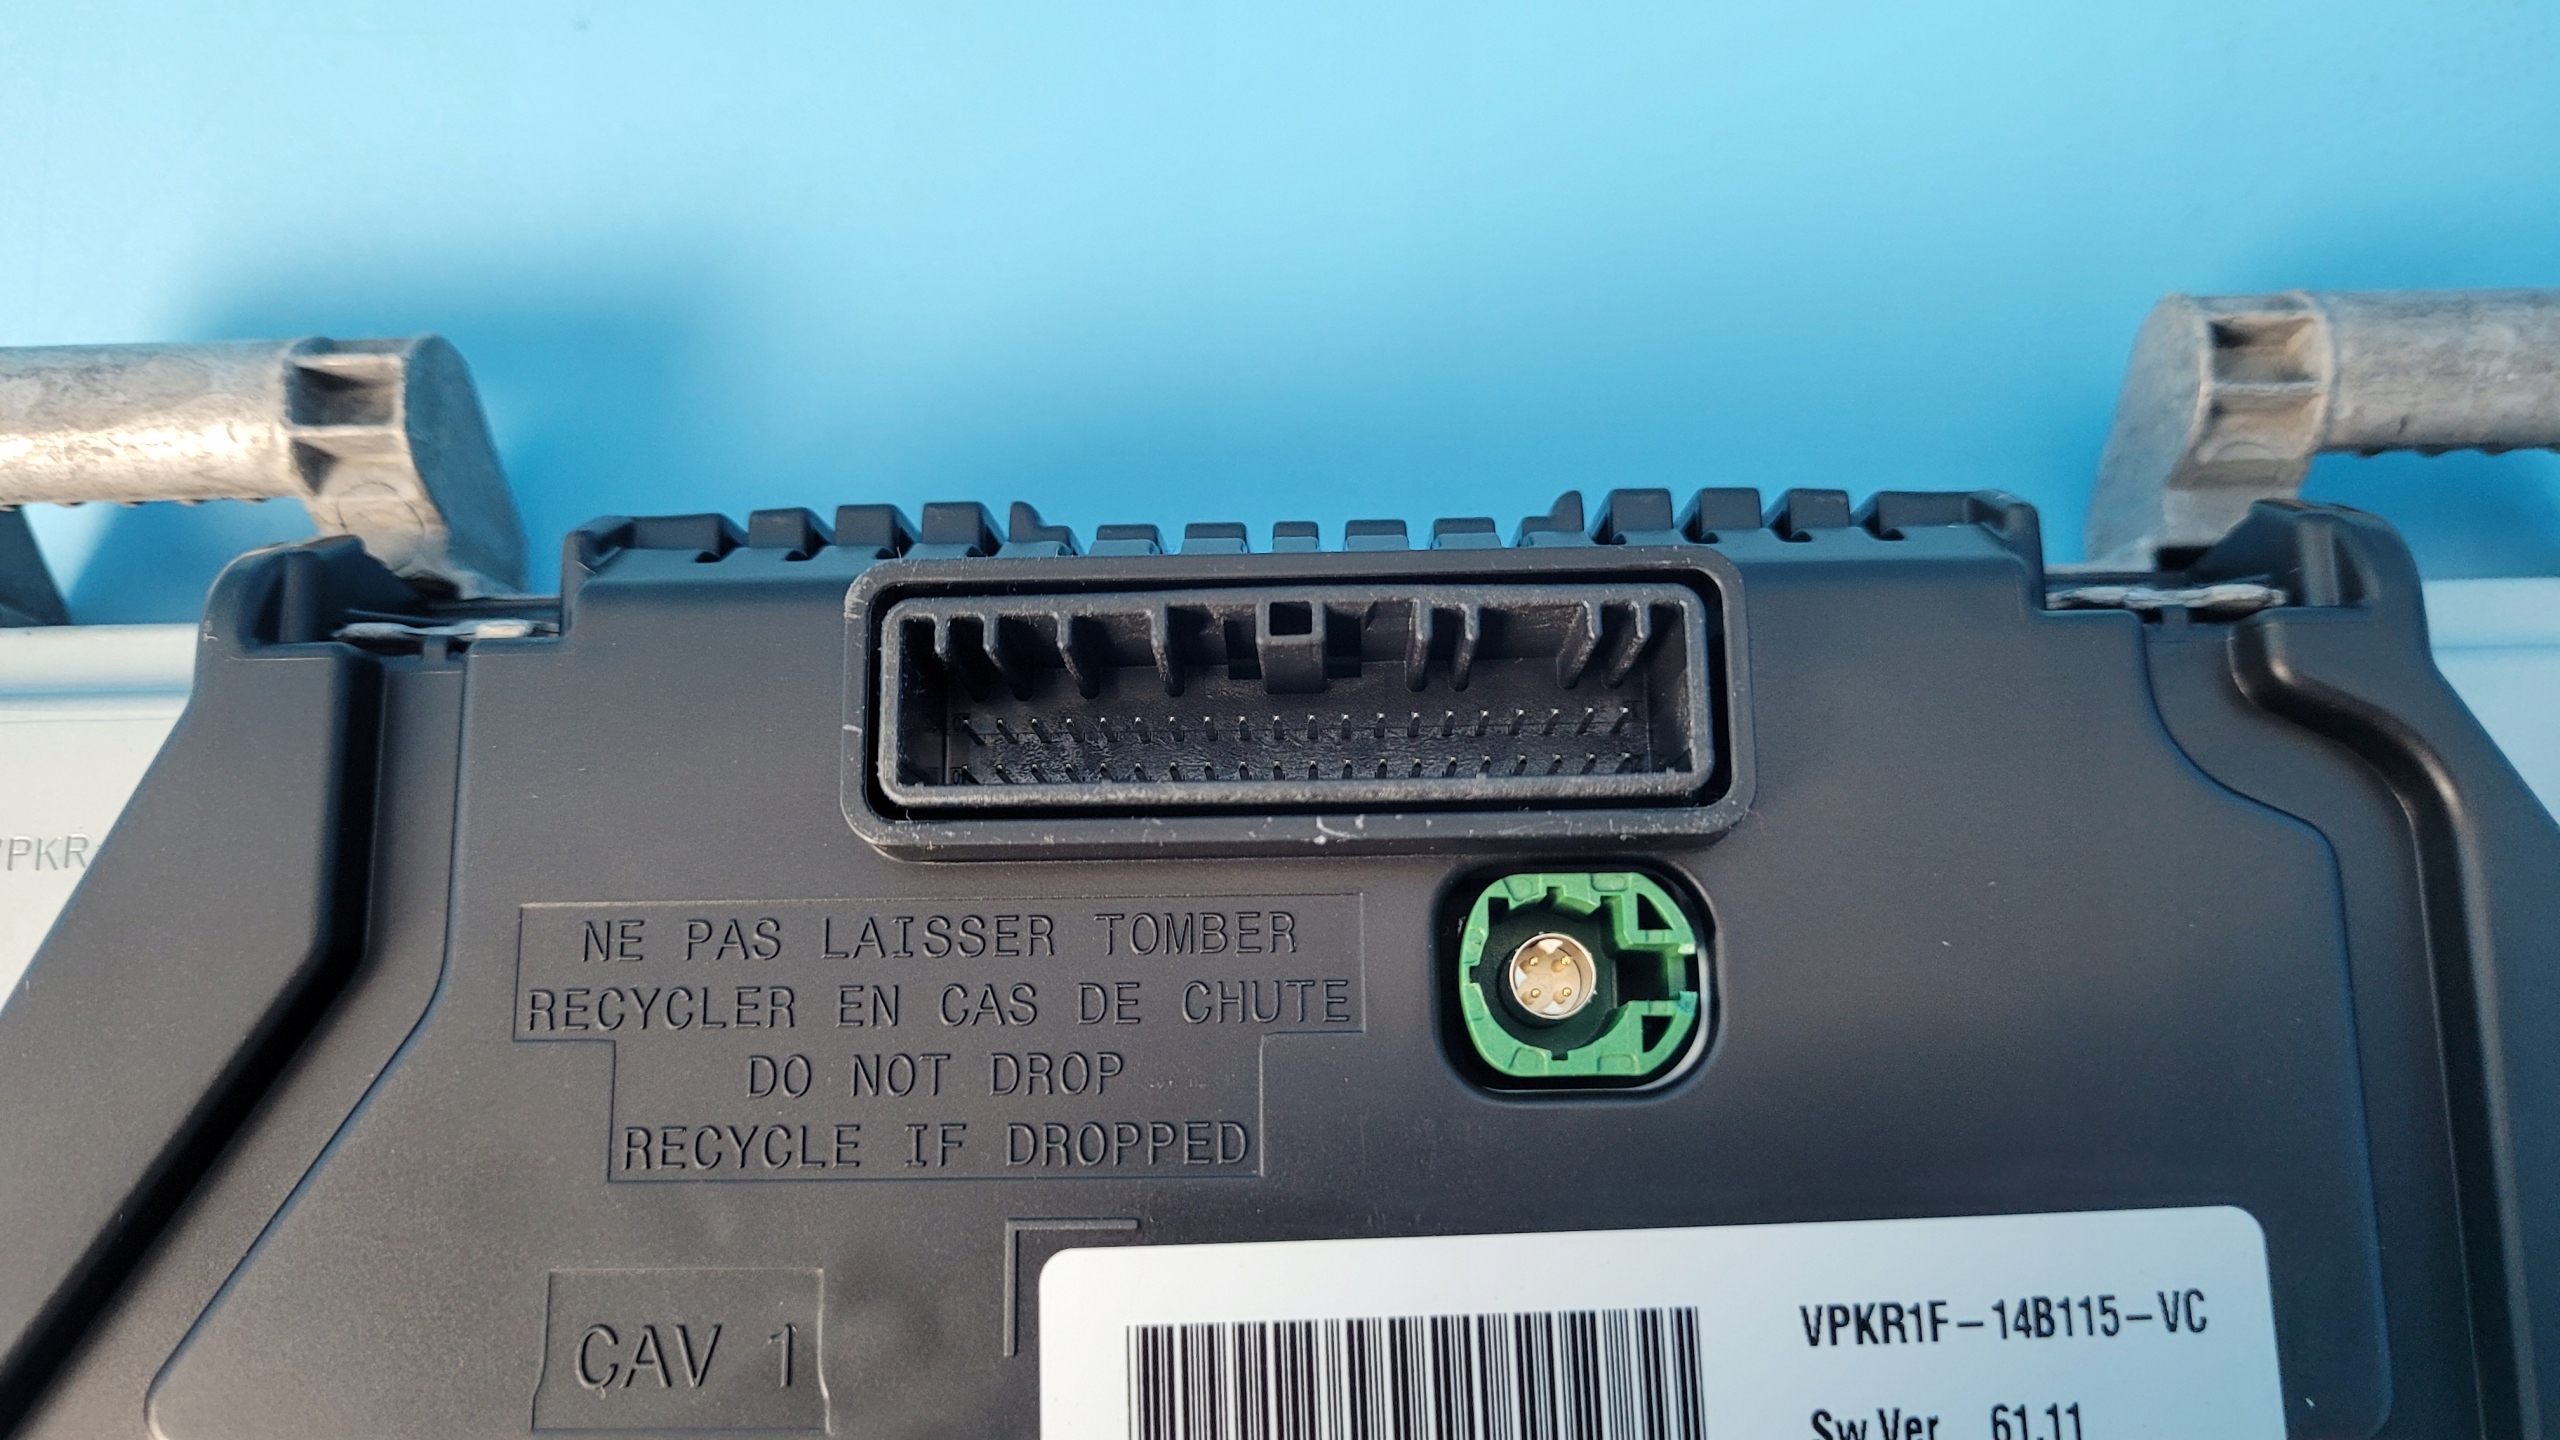 VPKR-
NE PAS LAISSER TOMBER
RECYCLER EN CAS DE CHUTE
DO NOT DROP
RECYCLE IF DROPPED
CAV 1
VPKR1F-14B115-VC
Sw Ver 61.11